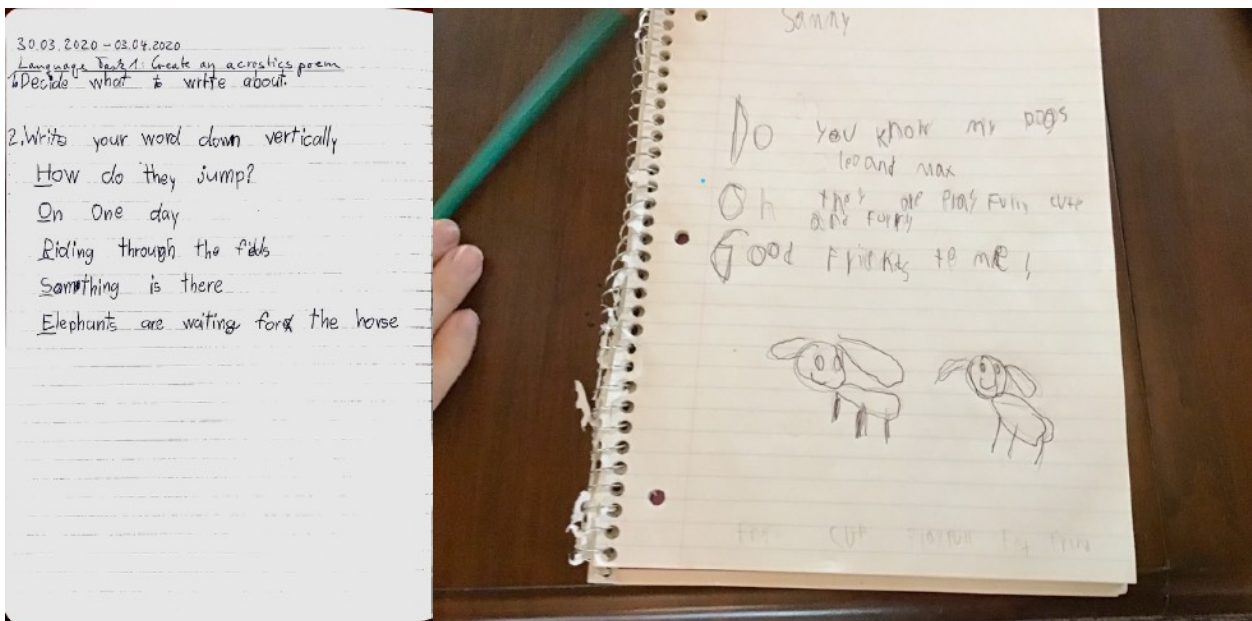 30.03.2020 - 03.04.2020
Language Task 1: Create an acrostics poem
1. Decide what to write about.
2. Write your word down vertically
How do they jump?
On One day
Riding through the fields
Something is there
Elephants are waiting for the horse
Sanny
Do you know my DOGS
leo and max
Oh they are cute
and furry
Good Friends to me!
CUP